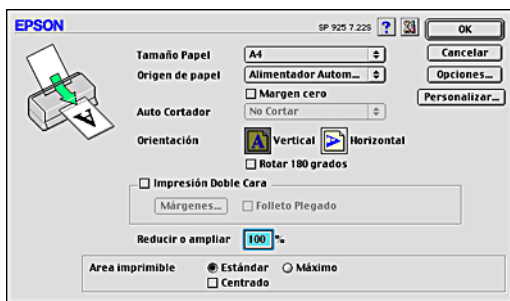 EPSON SP 925 7.22S ? OK
Tamaño Papel A4 Cancelar
Origen de papel Alimentador Autom... Opciones...
Margen cero Personalizar...
Auto Cortador No Cortar
Orientación Vertical Horizontal
Rotar 180 grados
Impresión Doble Cara
Márgenes... Folleto Plegado
Reducir o ampliar 100 %
Area imprimible Estándar Máximo
Centrado